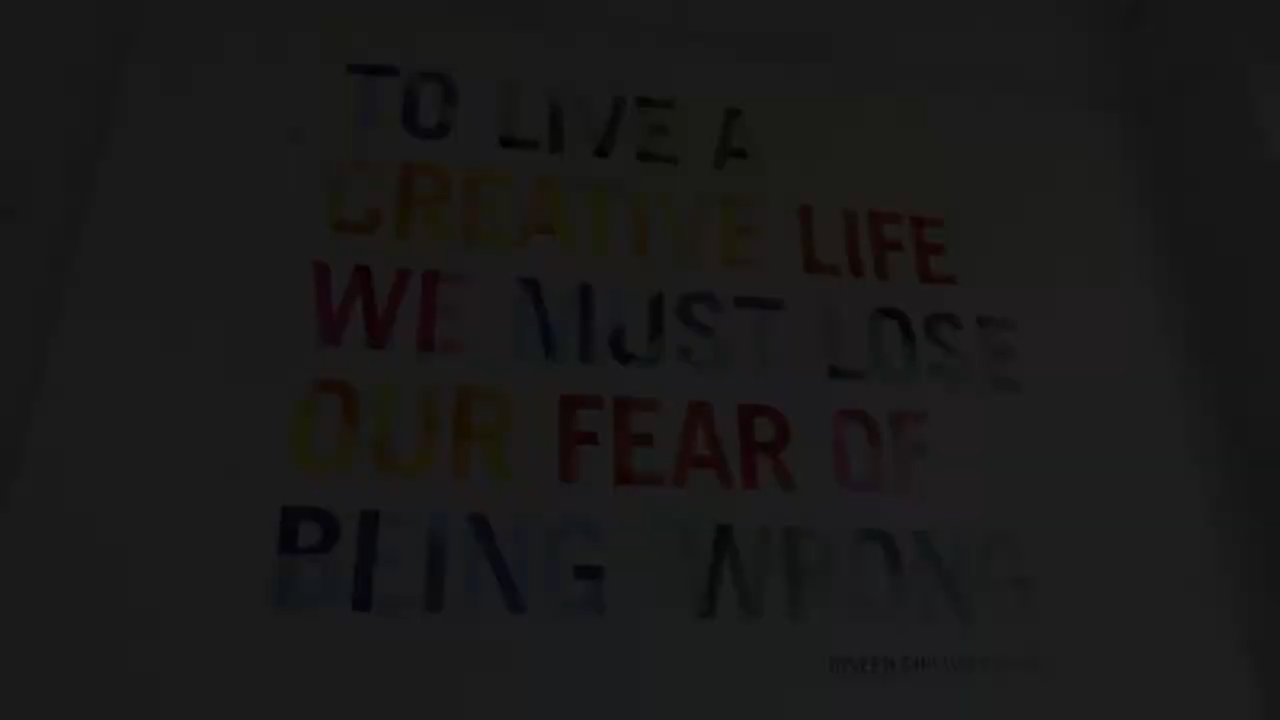 TO LIVE A
CREATIVE LIFE
WE MUST LOSE
OUR FEAR OF
BEING WRONG